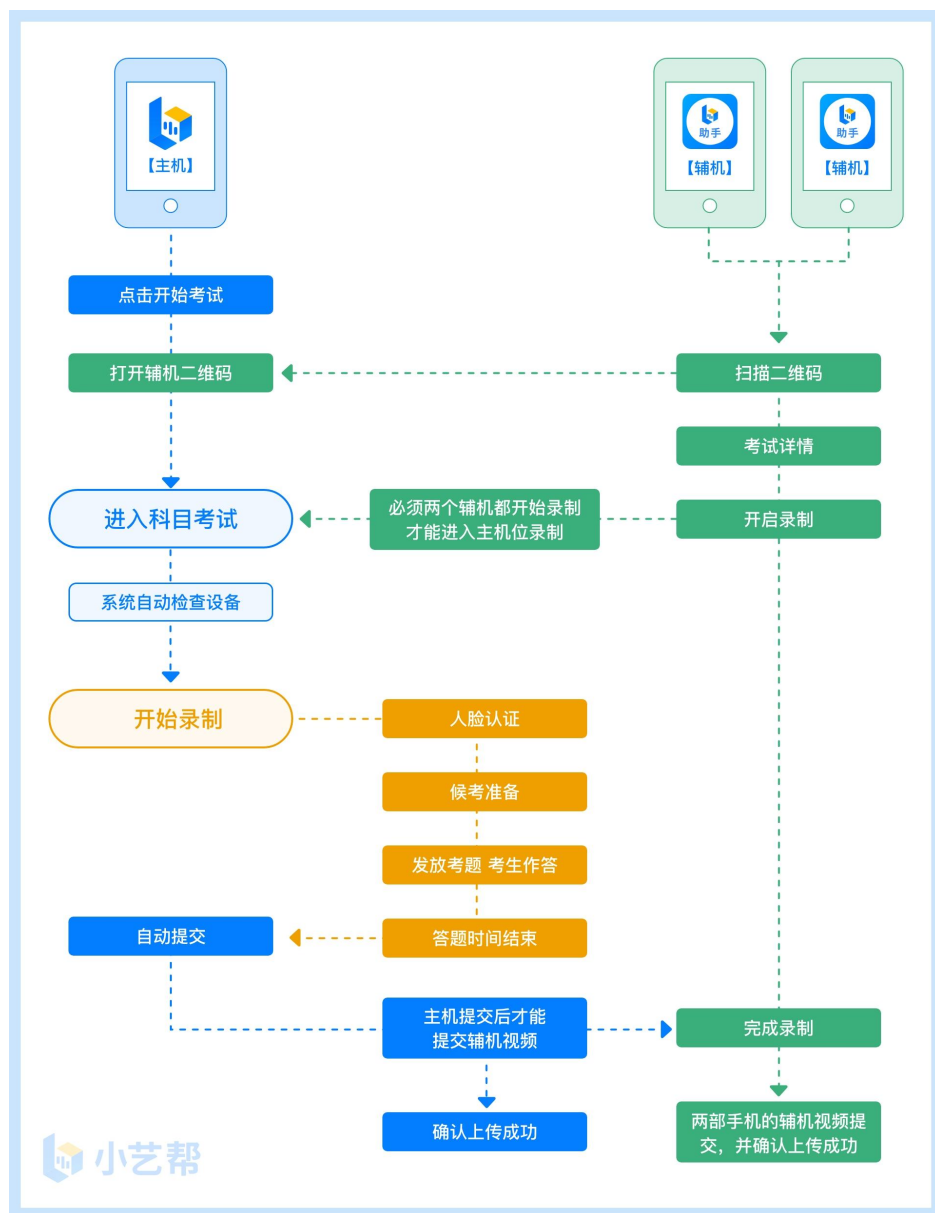 【主机】
助手
【辅机】
助手
【辅机】
点击开始考试
打开辅机二维码
扫描二维码
考试详情
进入科目考试
必须两个辅机都开始录制
才能进入主机位录制
开启录制
系统自动检查设备
开始录制
人脸认证
候考准备
发放考题 考生作答
自动提交
答题时间结束
主机提交后才能
提交辅机视频
完成录制
确认上传成功
两部手机的辅机视频提
交，并确认上传成功
小艺帮